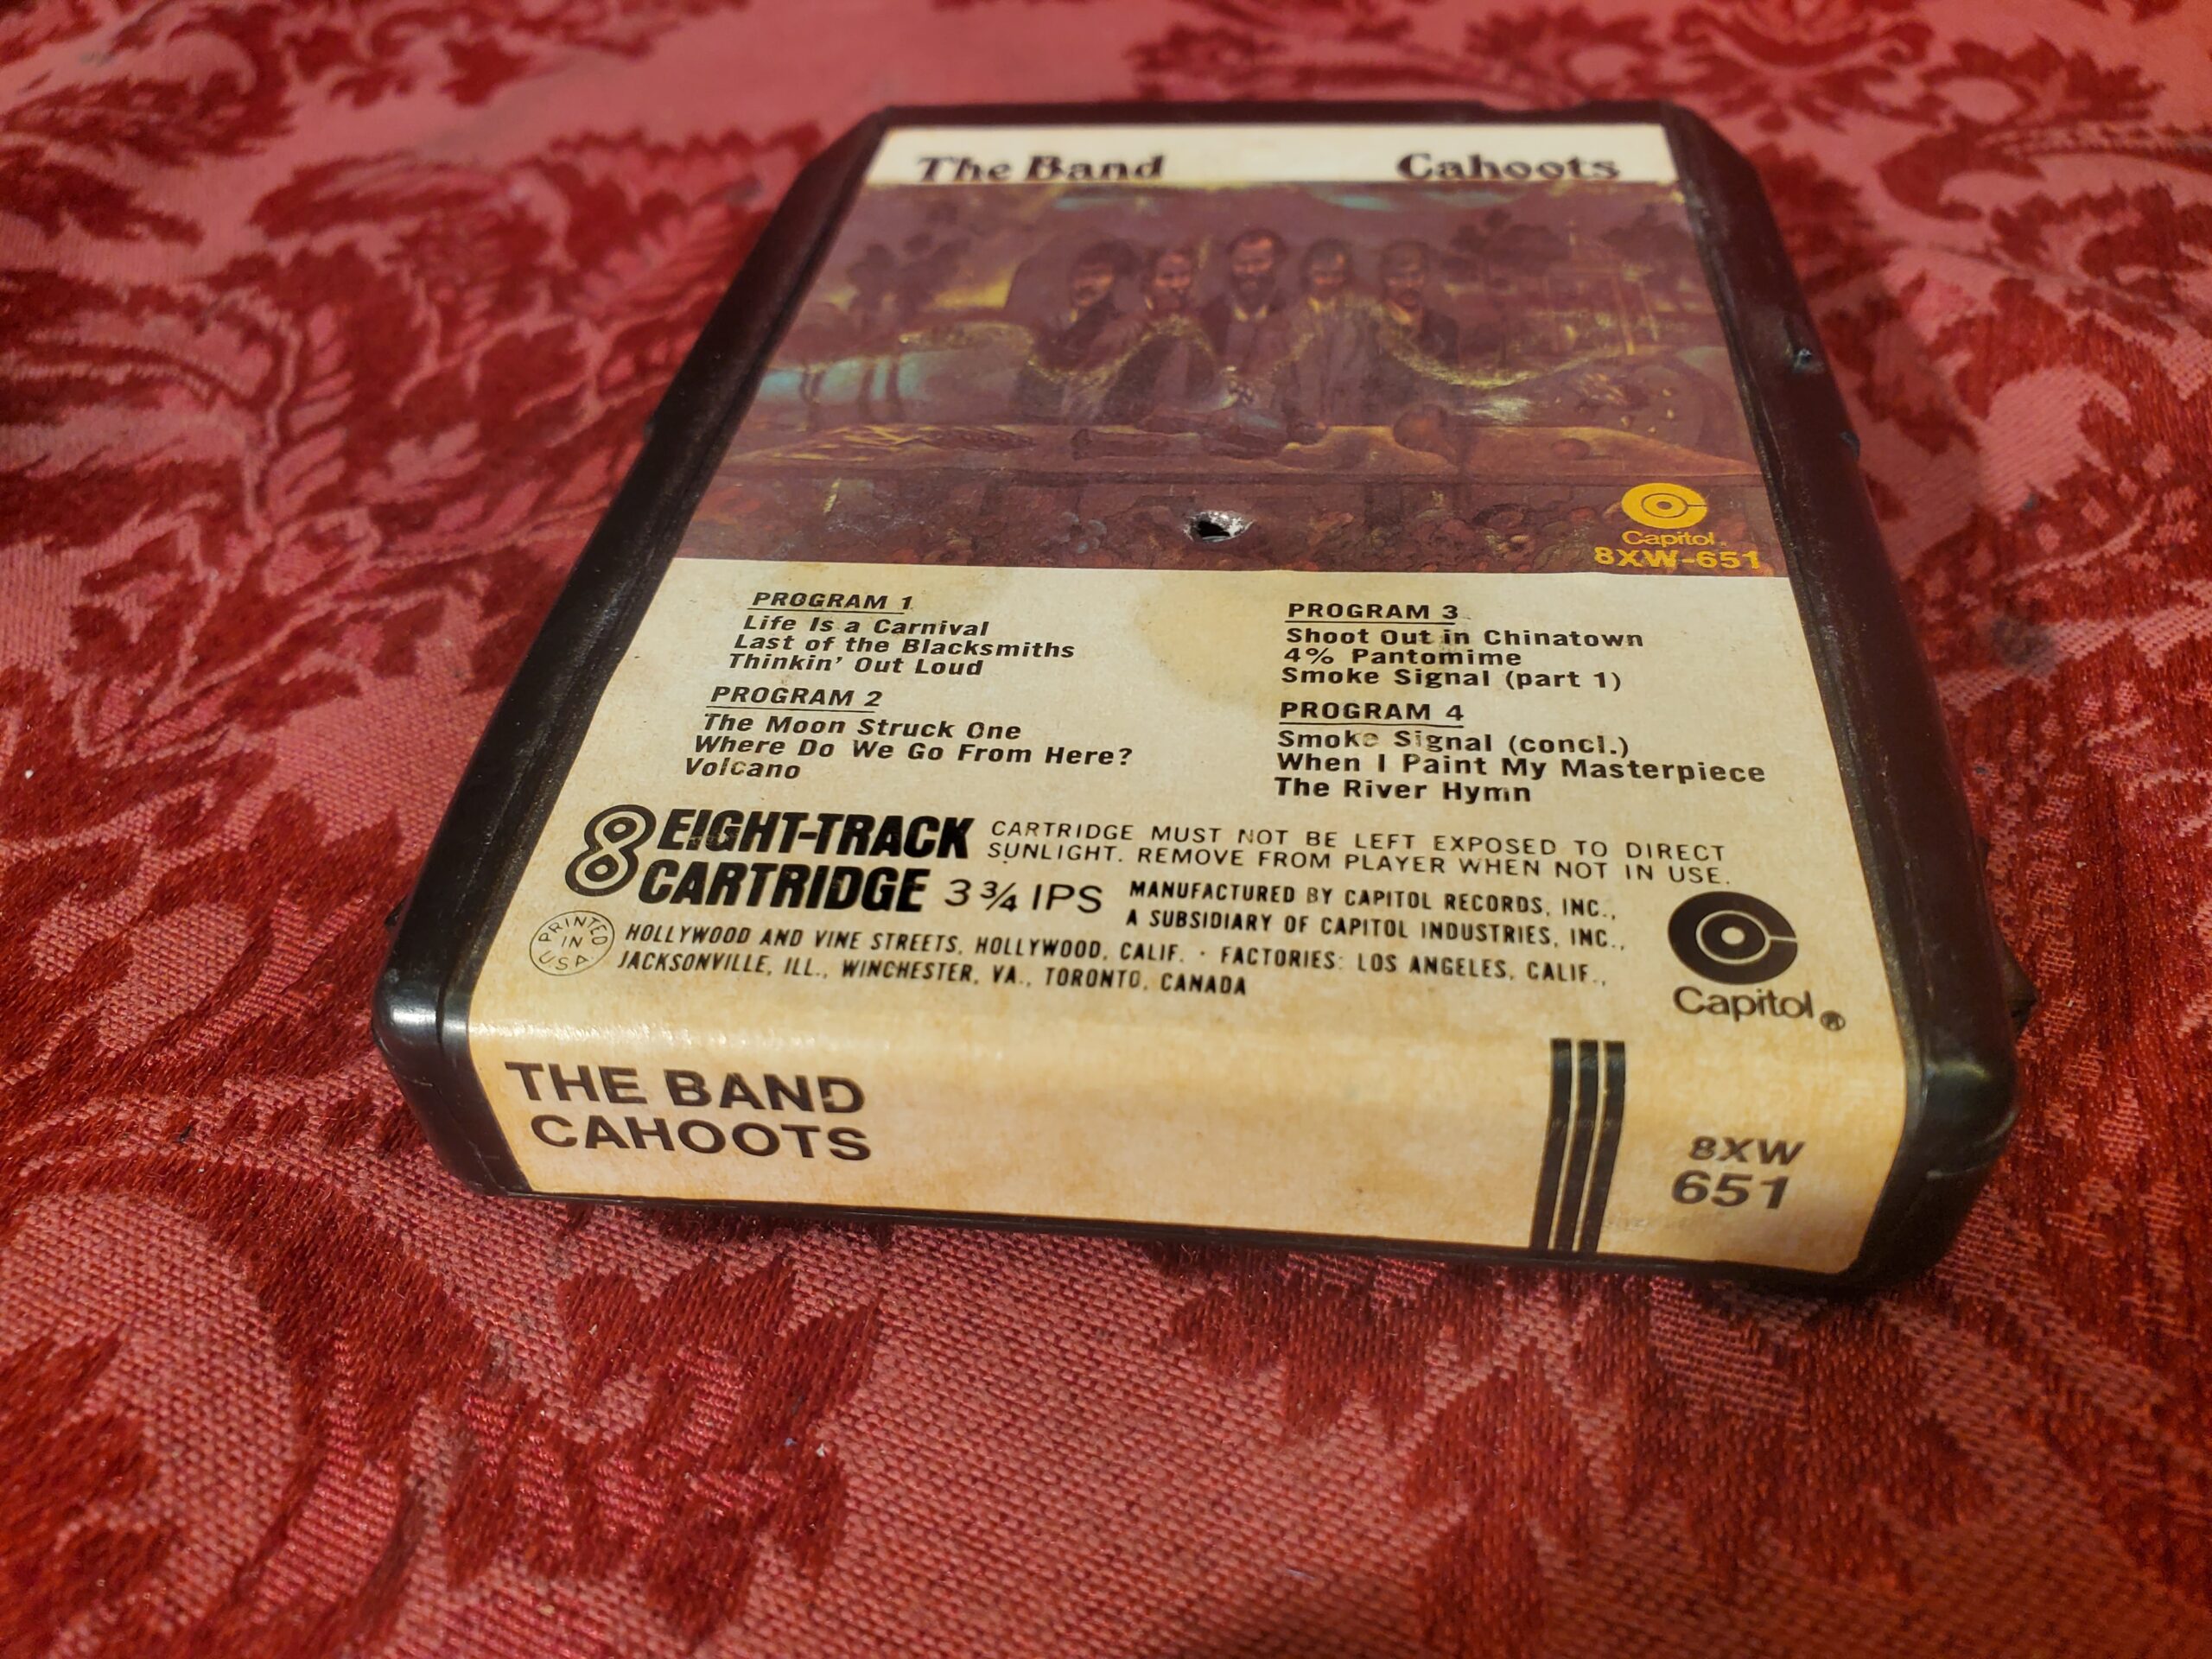 The Band Cahoots
Capitol.
8XW-651
PROGRAM 1
Life Is a Carnival
Last of the Blacksmiths
Thinkin' Out Loud
PROGRAM 2
The Moon Struck One
Where Do We Go From Here?
Volcano
PROGRAM 3
Shoot Out in Chinatown
4% Pantomime
Smoke Signal (part 1)
PROGRAM 4
Smoke Signal (concl.)
When I Paint My Masterpiece
The River Hymn
8 EIGHT-TRACK
CARTRIDGE 3 ¾ IPS
CARTRIDGE MUST NOT BE LEFT EXPOSED TO DIRECT
SUNLIGHT. REMOVE FROM PLAYER WHEN NOT IN USE.
MANUFACTURED BY CAPITOL RECORDS, INC.,
A SUBSIDIARY OF CAPITOL INDUSTRIES, INC.,
HOLLYWOOD AND VINE STREETS, HOLLYWOOD, CALIF. · FACTORIES: LOS ANGELES, CALIF.,
JACKSONVILLE, ILL., WINCHESTER, VA., TORONTO, CANADA
PRINTED
IN
USA
Capitol®
THE BAND
CAHOOTS
8XW
651